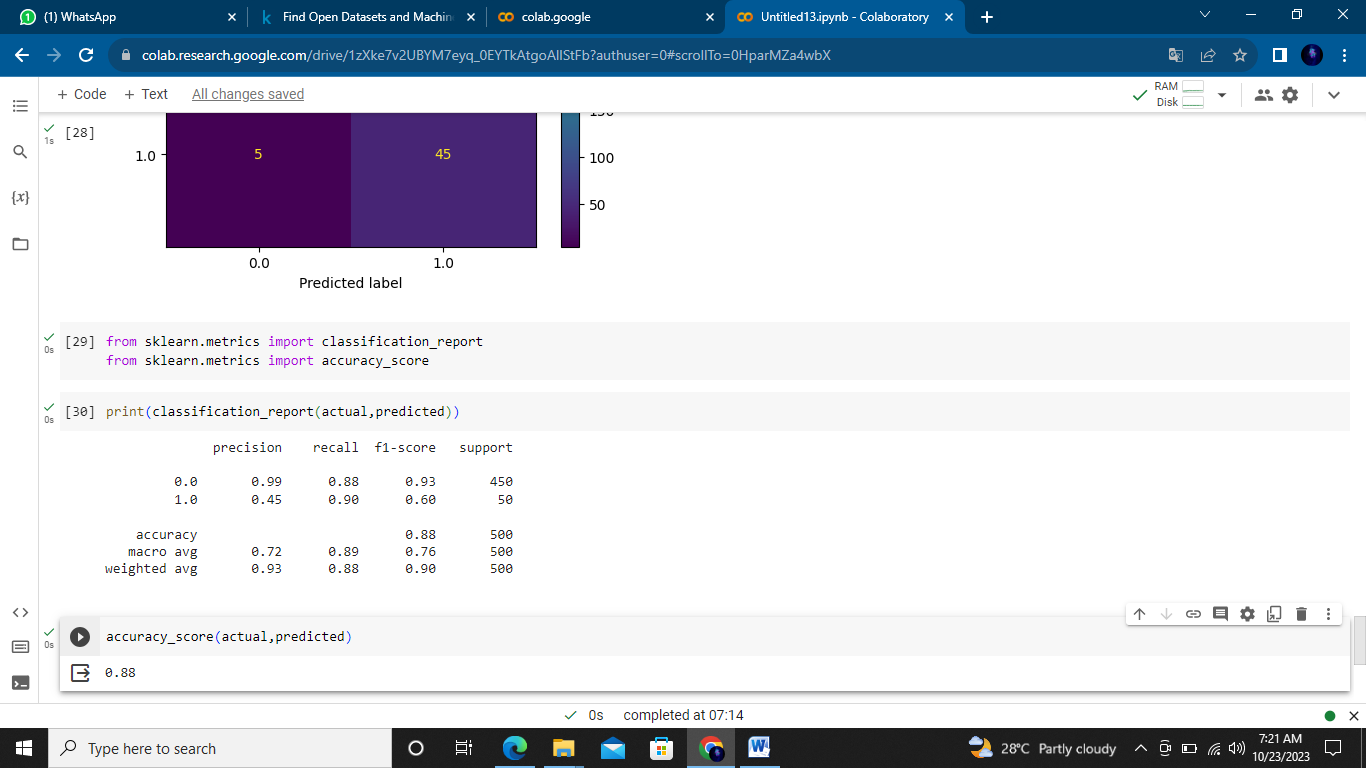 (1) WhatsApp
Find Open Datasets and Machin
colab.google
Untitled13.ipynb - Colaboratory
colab.research.google.com/drive/1zXke7v2UBYM7eyq_0EYTkAtgoAIlStFb?authuser=0#scrollTo=0HparMZa4wbX
+ Code + Text All changes saved
RAM
Disk
1s [28]
1.0 5 45
150
100
50
0.0 1.0
Predicted label
0s [29] from sklearn.metrics import classification_report
from sklearn.metrics import accuracy_score
0s [30] print(classification_report(actual,predicted))
precision recall f1-score support
0.0 0.99 0.88 0.93 450
1.0 0.45 0.90 0.60 50
accuracy 0.88 500
macro avg 0.72 0.89 0.76 500
weighted avg 0.93 0.88 0.90 500
0s accuracy_score(actual,predicted)
0.88
0s completed at 07:14
Type here to search
28°C Partly cloudy
7:21 AM
10/23/2023